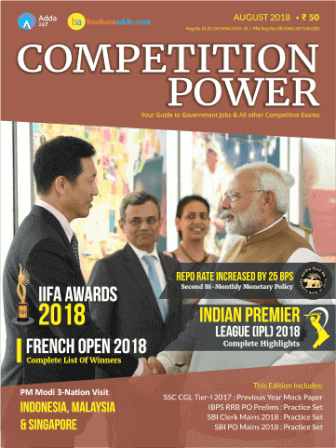 Adda
247
ba bankersadda.com
AUGUST 2018 • ₹ 50
COMPETITION
POWER
Your Guide to Government Jobs & All other Competitive Exams
REPO RATE INCREASED BY 25 BPS
Second Bi-Monthly Monetary Policy
IIFA AWARDS
2018
INDIAN PREMIER
LEAGUE (IPL) 2018
Complete Highlights
FRENCH OPEN 2018
Complete List Of Winners
PM Modi 3-Nation Visit
INDONESIA, MALAYSIA
& SINGAPORE
This Edition Includes:
SSC CGL Tier-I 2017 : Previous Year Mock Paper
IBPS RRB PO Prelims : Practice Set
SBI Clerk Mains 2018 : Practice Set
SBI PO Mains 2018 : Practice Set